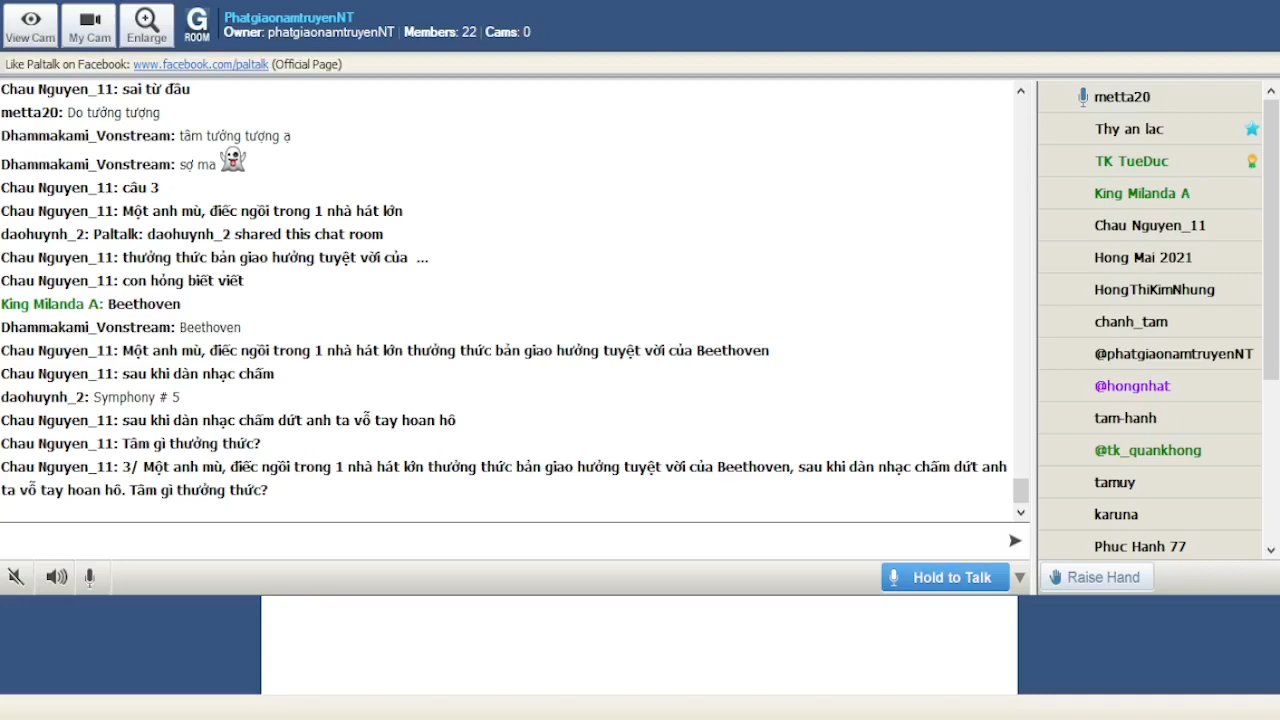 View Cam
My Cam
Enlarge
G
ROOM
PhatgiaonamtruyenNT
Owner: phatgiaonamtruyenNT | Members: 22 | Cams: 0
Like Paltalk on Facebook: www.facebook.com/paltalk (Official Page)
Chau Nguyen_11: sai từ đầu
metta20: Do tưởng tượng
Dhammakami_Vonstream: tâm tưởng tượng ạ
Dhammakami_Vonstream: sợ ma
Chau Nguyen_11: câu 3
Chau Nguyen_11: Một anh mù, điếc ngồi trong 1 nhà hát lớn
daohuynh_2: Paltalk: daohuynh_2 shared this chat room
Chau Nguyen_11: thưởng thức bản giao hưởng tuyệt vời của ...
Chau Nguyen_11: con hỏng biết viết
King Milanda A: Beethoven
Dhammakami_Vonstream: Beethoven
Chau Nguyen_11: Một anh mù, điếc ngồi trong 1 nhà hát lớn thưởng thức bản giao hưởng tuyệt vời của Beethoven
Chau Nguyen_11: sau khi dàn nhạc chấm
daohuynh_2: Symphony # 5
Chau Nguyen_11: sau khi dàn nhạc chấm dứt anh ta vỗ tay hoan hô
Chau Nguyen_11: Tâm gì thưởng thức?
Chau Nguyen_11: 3/ Một anh mù, điếc ngồi trong 1 nhà hát lớn thưởng thức bản giao hưởng tuyệt vời của Beethoven, sau khi dàn nhạc chấm dứt anh
ta vỗ tay hoan hô. Tâm gì thưởng thức?
Hold to Talk
metta20
Thy an lac
TK TueDuc
King Milanda A
Chau Nguyen_11
Hong Mai 2021
HongThiKimNhung
chanh_tam
@phatgiaonamtruyenNT
@hongnhat
tam-hanh
@tk_quankhong
tamuy
karuna
Phuc Hanh 77
Raise Hand